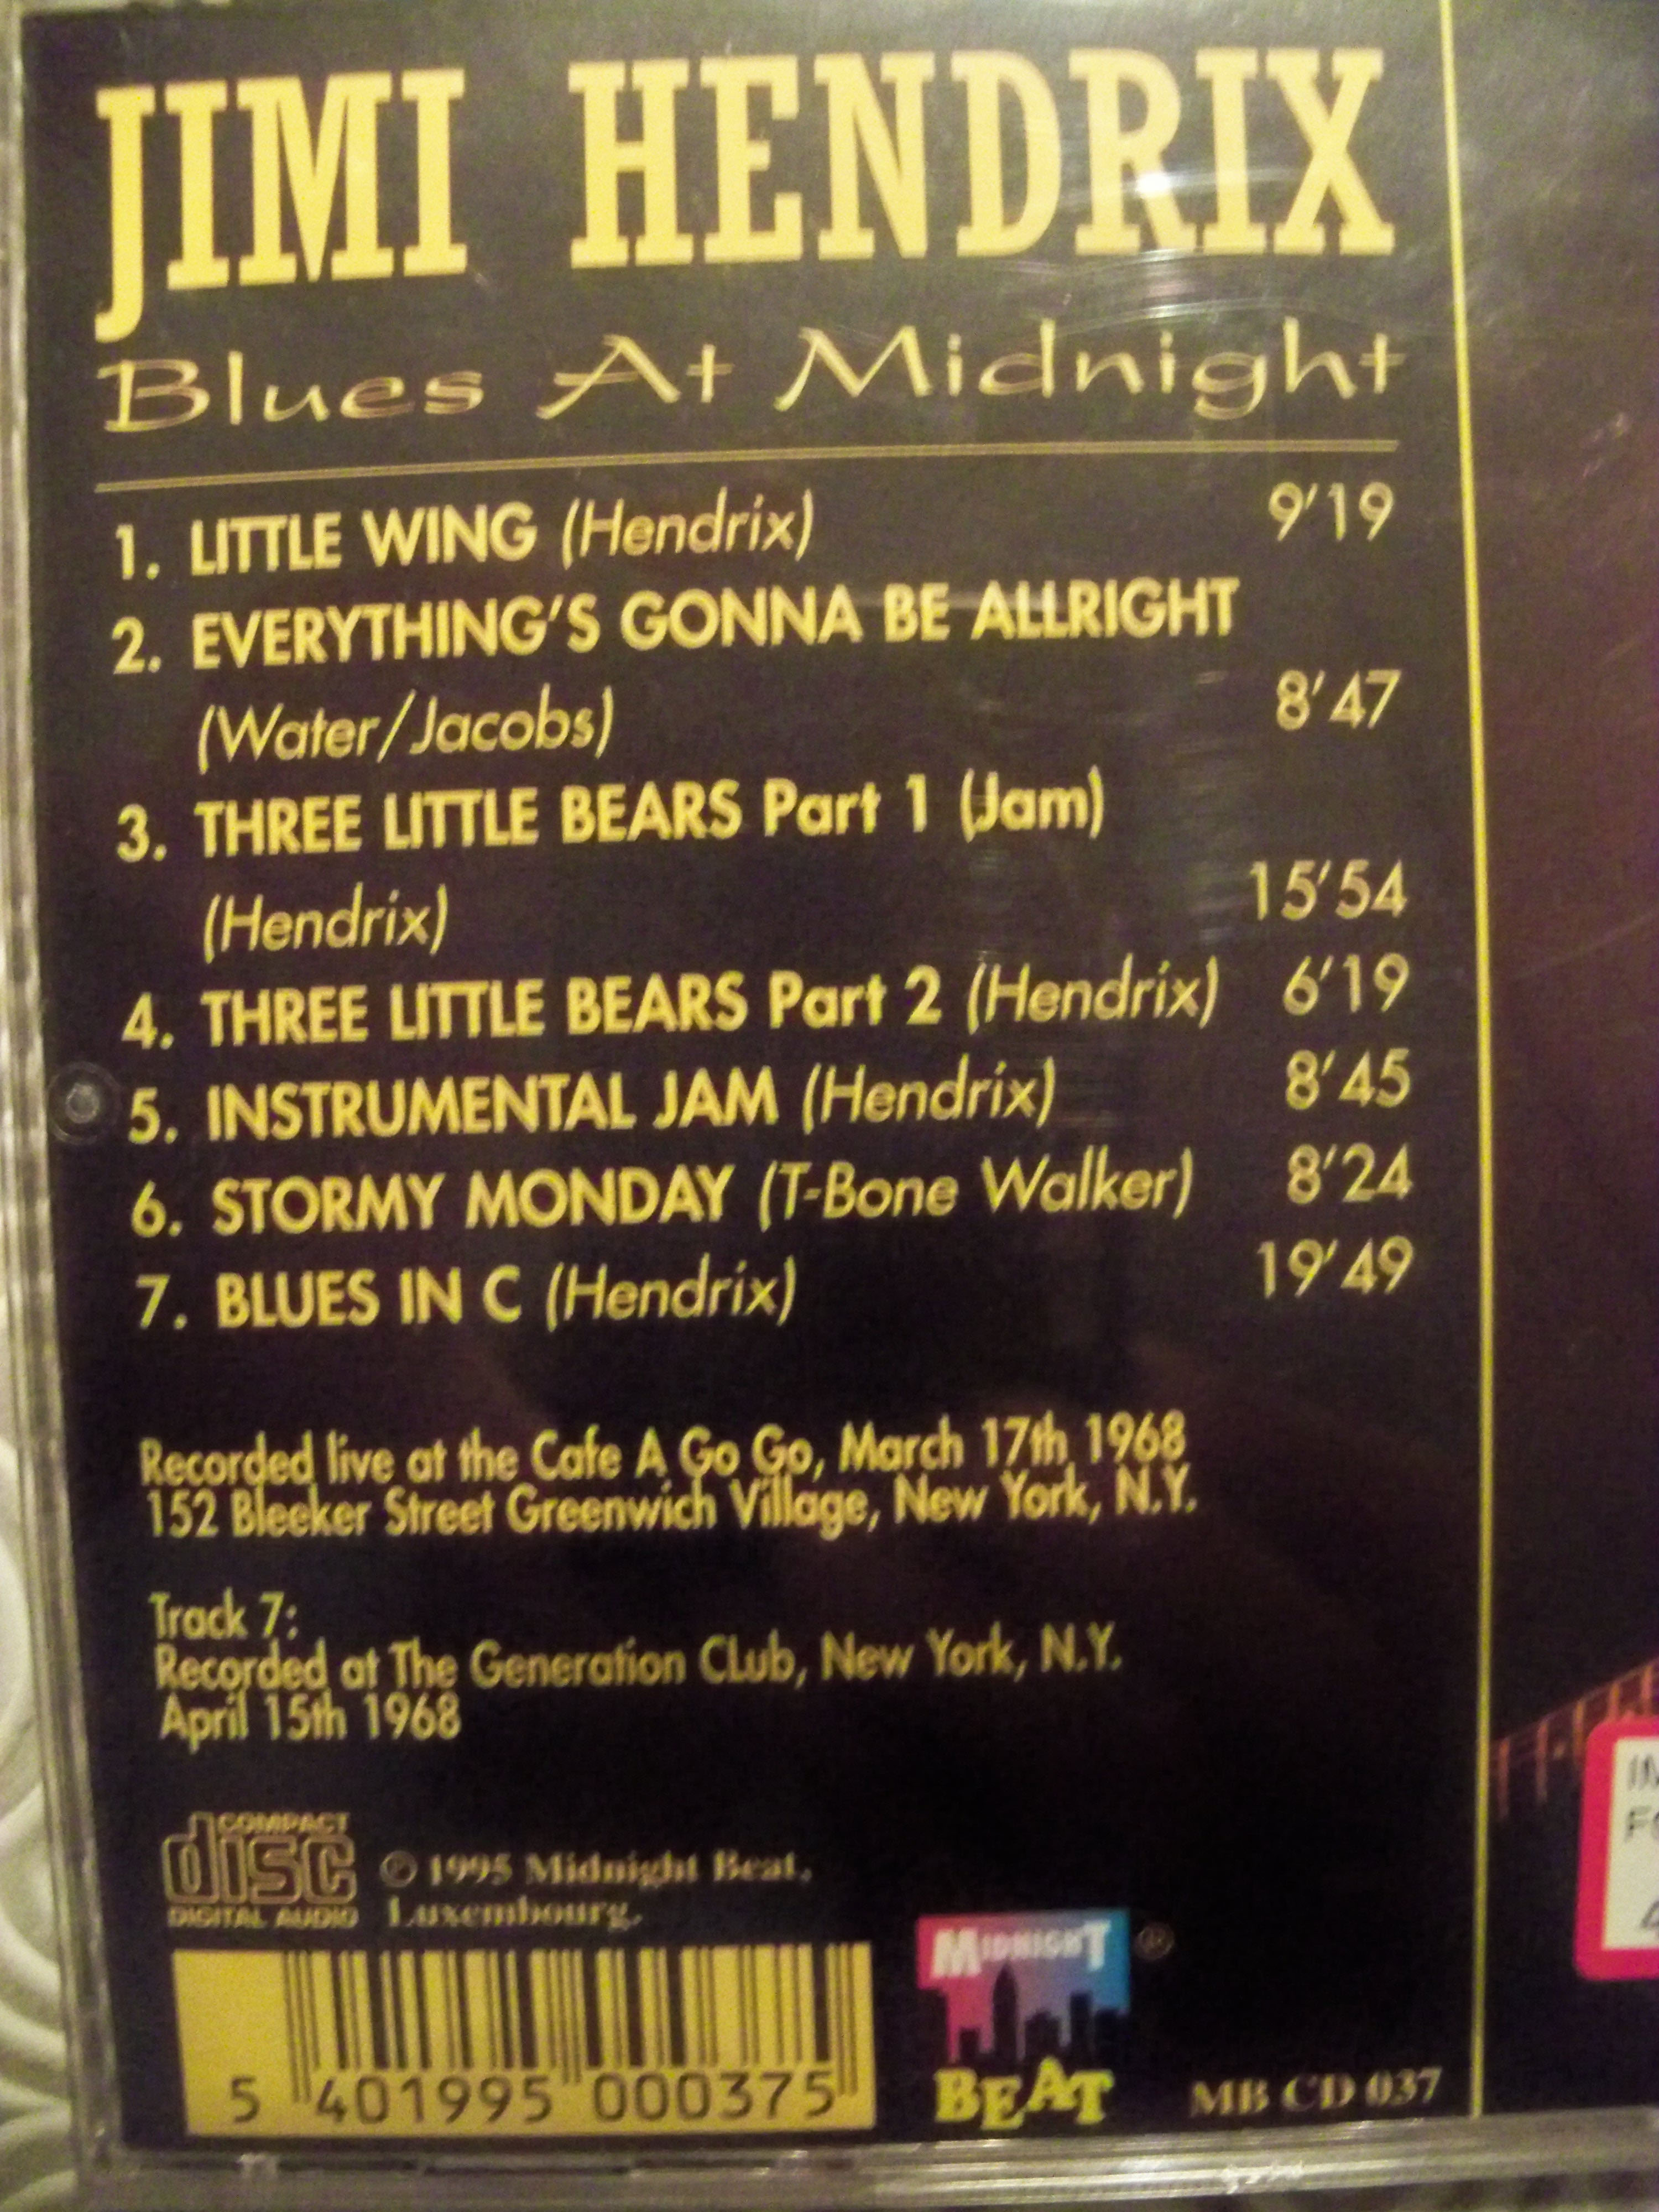 JIMI HENDRIX
Blues At Midnight
1. LITTLE WING (Hendrix) 9'19
2. EVERYTHING'S GONNA BE ALLRIGHT
(Water/Jacobs) 8'47
3. THREE LITTLE BEARS Part 1 (Jam)
(Hendrix) 15'54
4. THREE LITTLE BEARS Part 2 (Hendrix) 6'19
5. INSTRUMENTAL JAM (Hendrix) 8'45
6. STORMY MONDAY (T-Bone Walker) 8'24
7. BLUES IN C (Hendrix) 19'49
Recorded live at the Cafe A Go Go, March 17th 1968
152 Bleeker Street Greenwich Village, New York, N.Y.
Track 7:
Recorded at The Generation CLub, New York, N.Y.
April 15th 1968
COMPACT
disc
DIGITAL AUDIO
℗ 1995 Midnight Beat,
Luxembourg.
5 401995 000375
MIDNIGHT ®
BEAT
MB CD 037